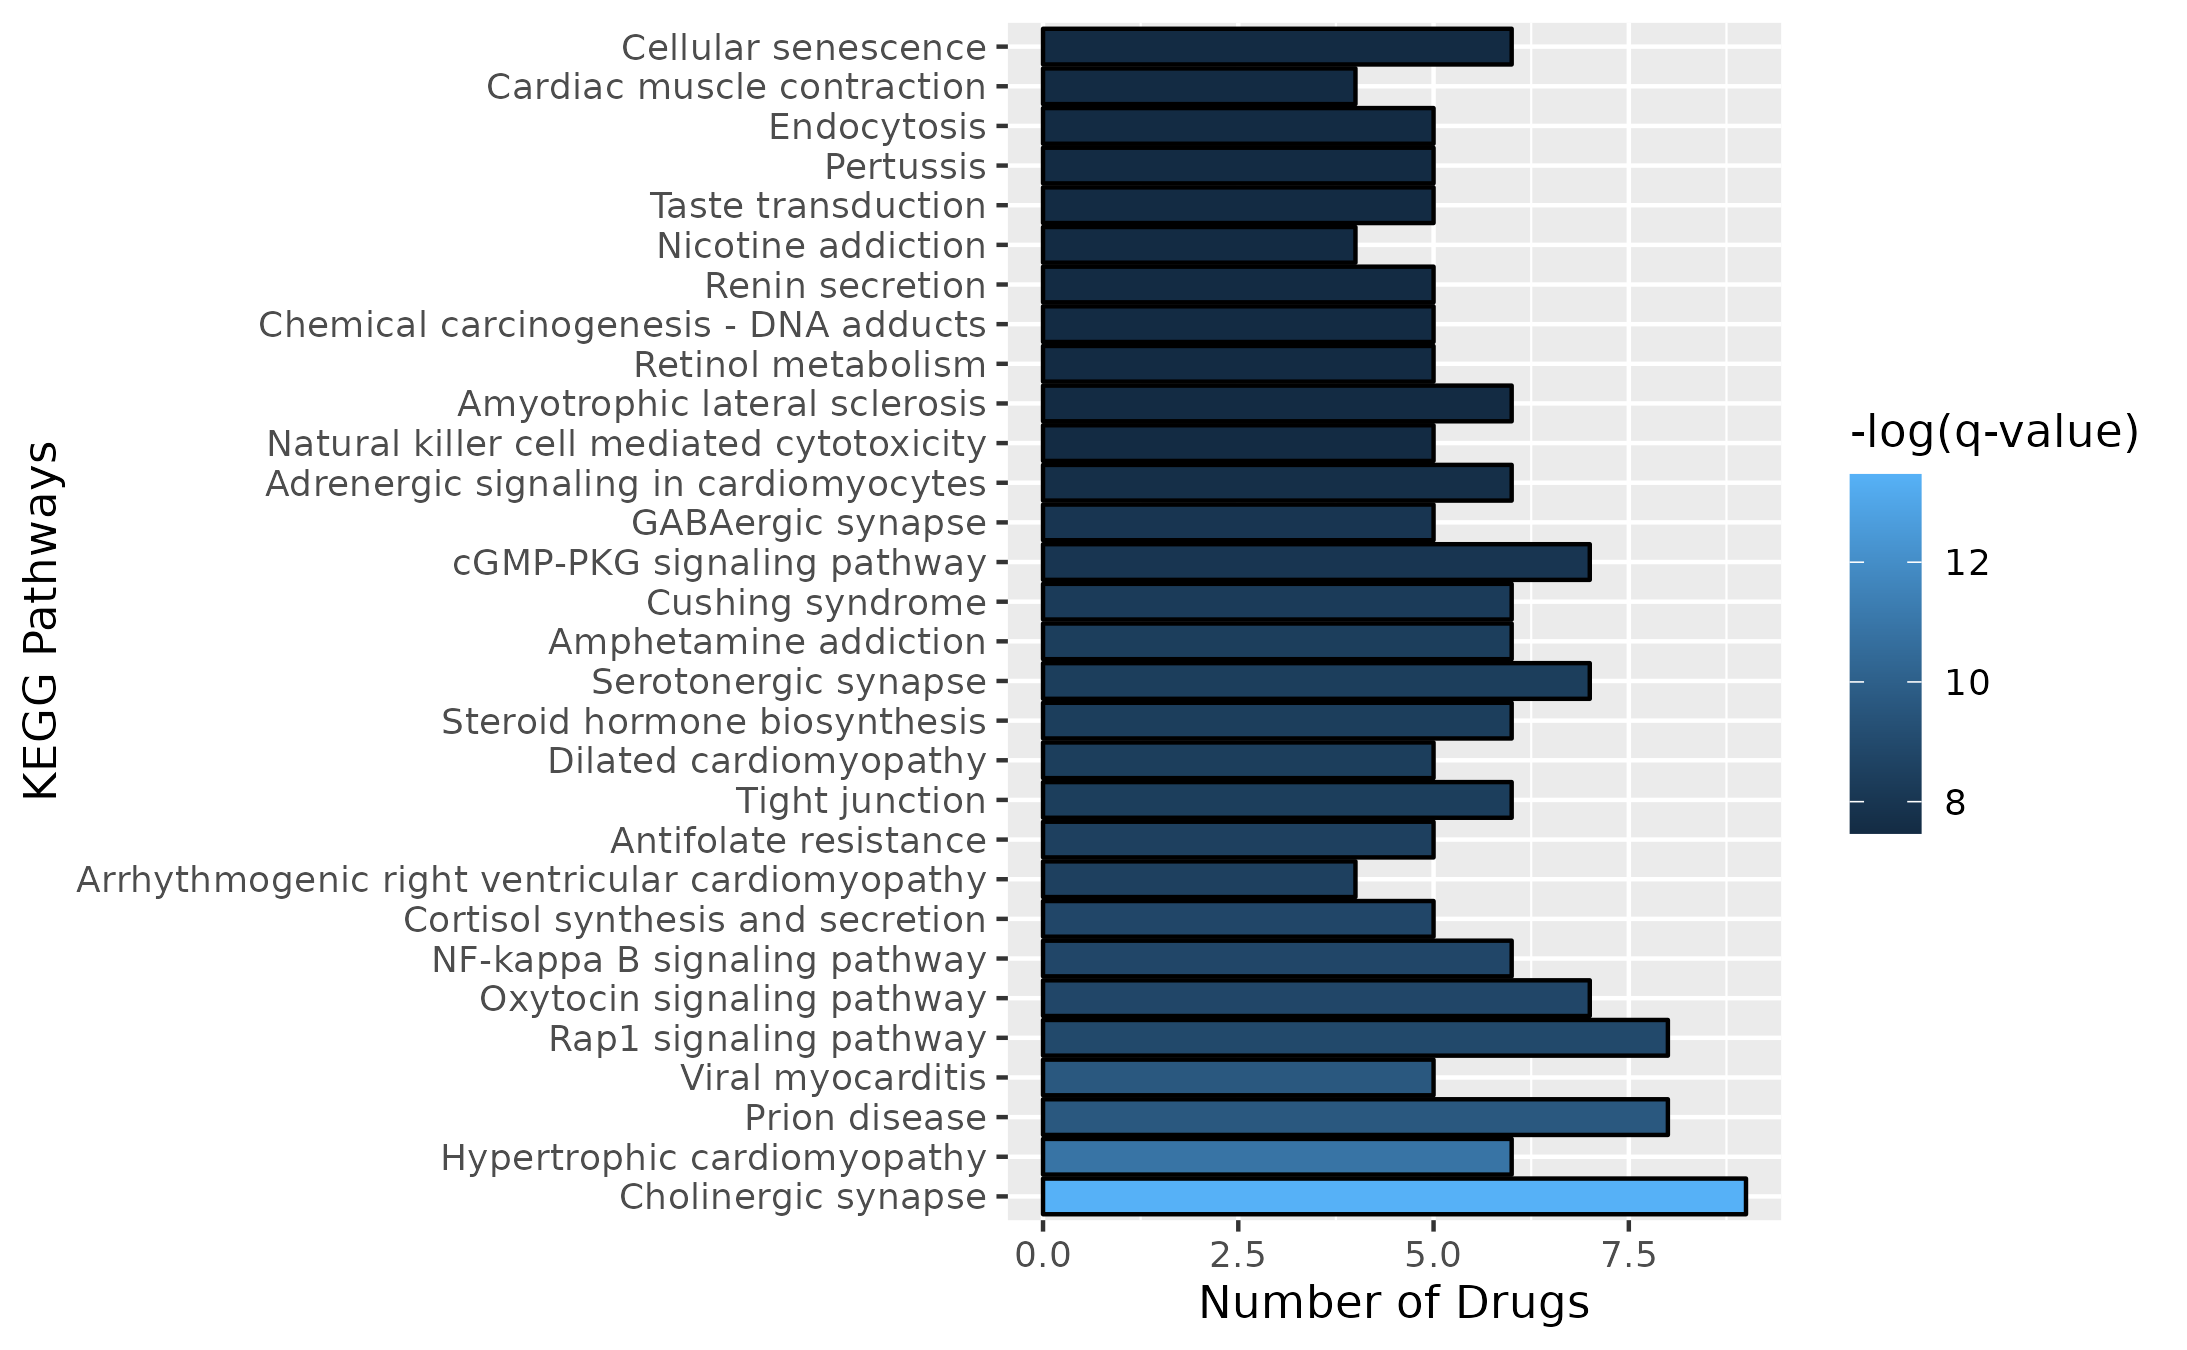 KEGG Pathways
Cellular senescence
Cardiac muscle contraction
Endocytosis
Pertussis
Taste transduction
Nicotine addiction
Renin secretion
Chemical carcinogenesis - DNA adducts
Retinol metabolism
Amyotrophic lateral sclerosis
Natural killer cell mediated cytotoxicity
Adrenergic signaling in cardiomyocytes
GABAergic synapse
cGMP-PKG signaling pathway
Cushing syndrome
Amphetamine addiction
Serotonergic synapse
Steroid hormone biosynthesis
Dilated cardiomyopathy
Tight junction
Antifolate resistance
Arrhythmogenic right ventricular cardiomyopathy
Cortisol synthesis and secretion
NF-kappa B signaling pathway
Oxytocin signaling pathway
Rap1 signaling pathway
Viral myocarditis
Prion disease
Hypertrophic cardiomyopathy
Cholinergic synapse
0.0 2.5 5.0 7.5
Number of Drugs
-log(q-value)
12
10
8